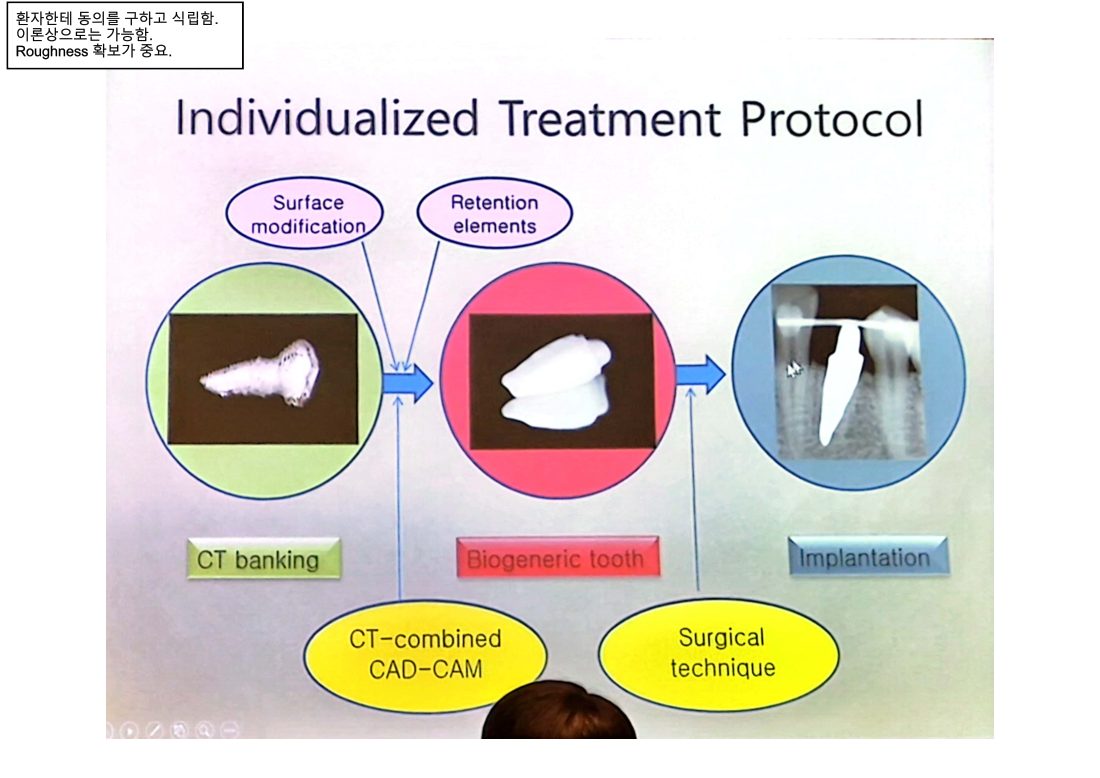 환자한테 동의를 구하고 식립함.
이론상으로는 가능함.
Roughness 확보가 중요.
Individualized Treatment Protocol
Surface
modification
Retention
elements
CT banking
Biogeneric tooth
Implantation
CT-combined
CAD-CAM
Surgical
technique